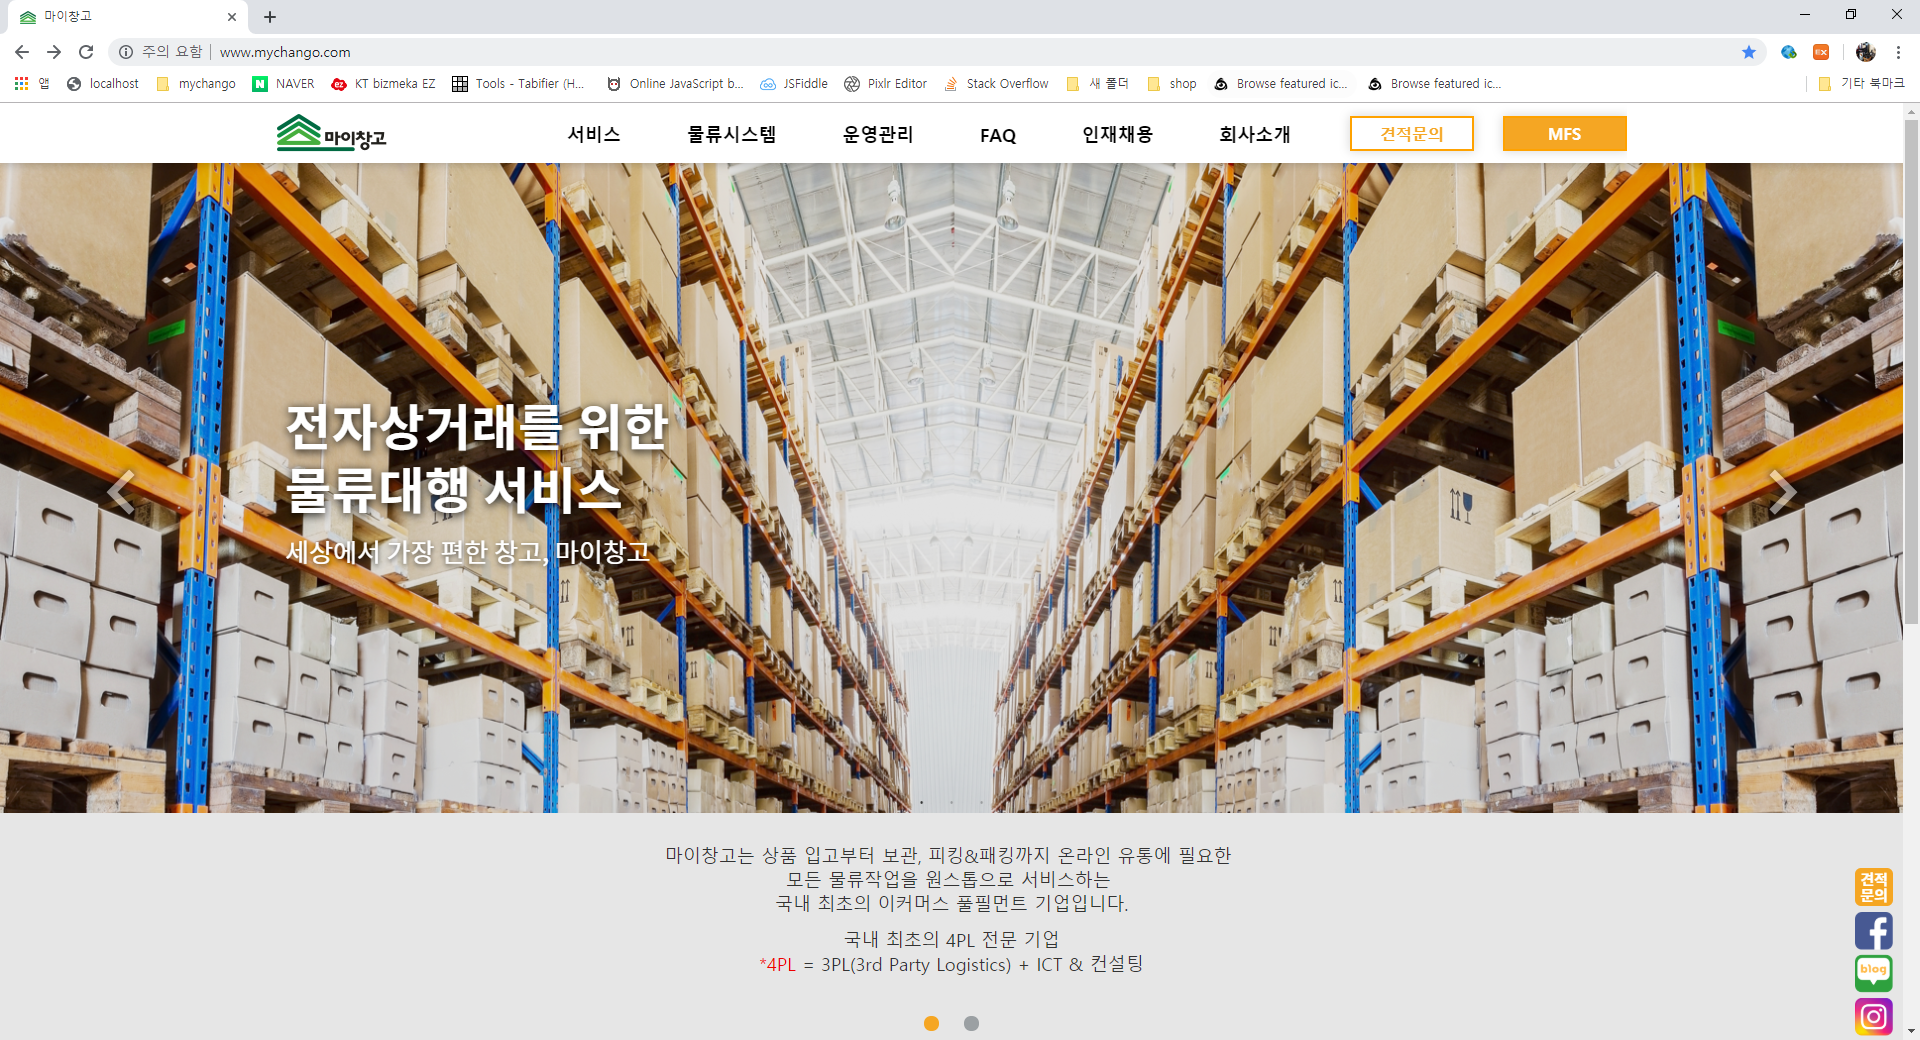 마이창고
주의 요함 | www.mychango.com
앱 localhost mychango NAVER KT bizmeka EZ Tools - Tabifier (H... Online JavaScript b... JSFiddle Pixlr Editor Stack Overflow 새 폴더 shop Browse featured ic... Browse featured ic... 기타 북마크
마이창고 서비스 물류시스템 운영관리 FAQ 인재채용 회사소개 견적문의 MFS
전자상거래를 위한
물류대행 서비스
세상에서 가장 편한 창고, 마이창고
마이창고는 상품 입고부터 보관, 피킹&패킹까지 온라인 유통에 필요한
모든 물류작업을 원스톱으로 서비스하는
국내 최초의 이커머스 풀필먼트 기업입니다.
국내 최초의 4PL 전문 기업
*4PL = 3PL(3rd Party Logistics) + ICT & 컨설팅
견적
문의
blog